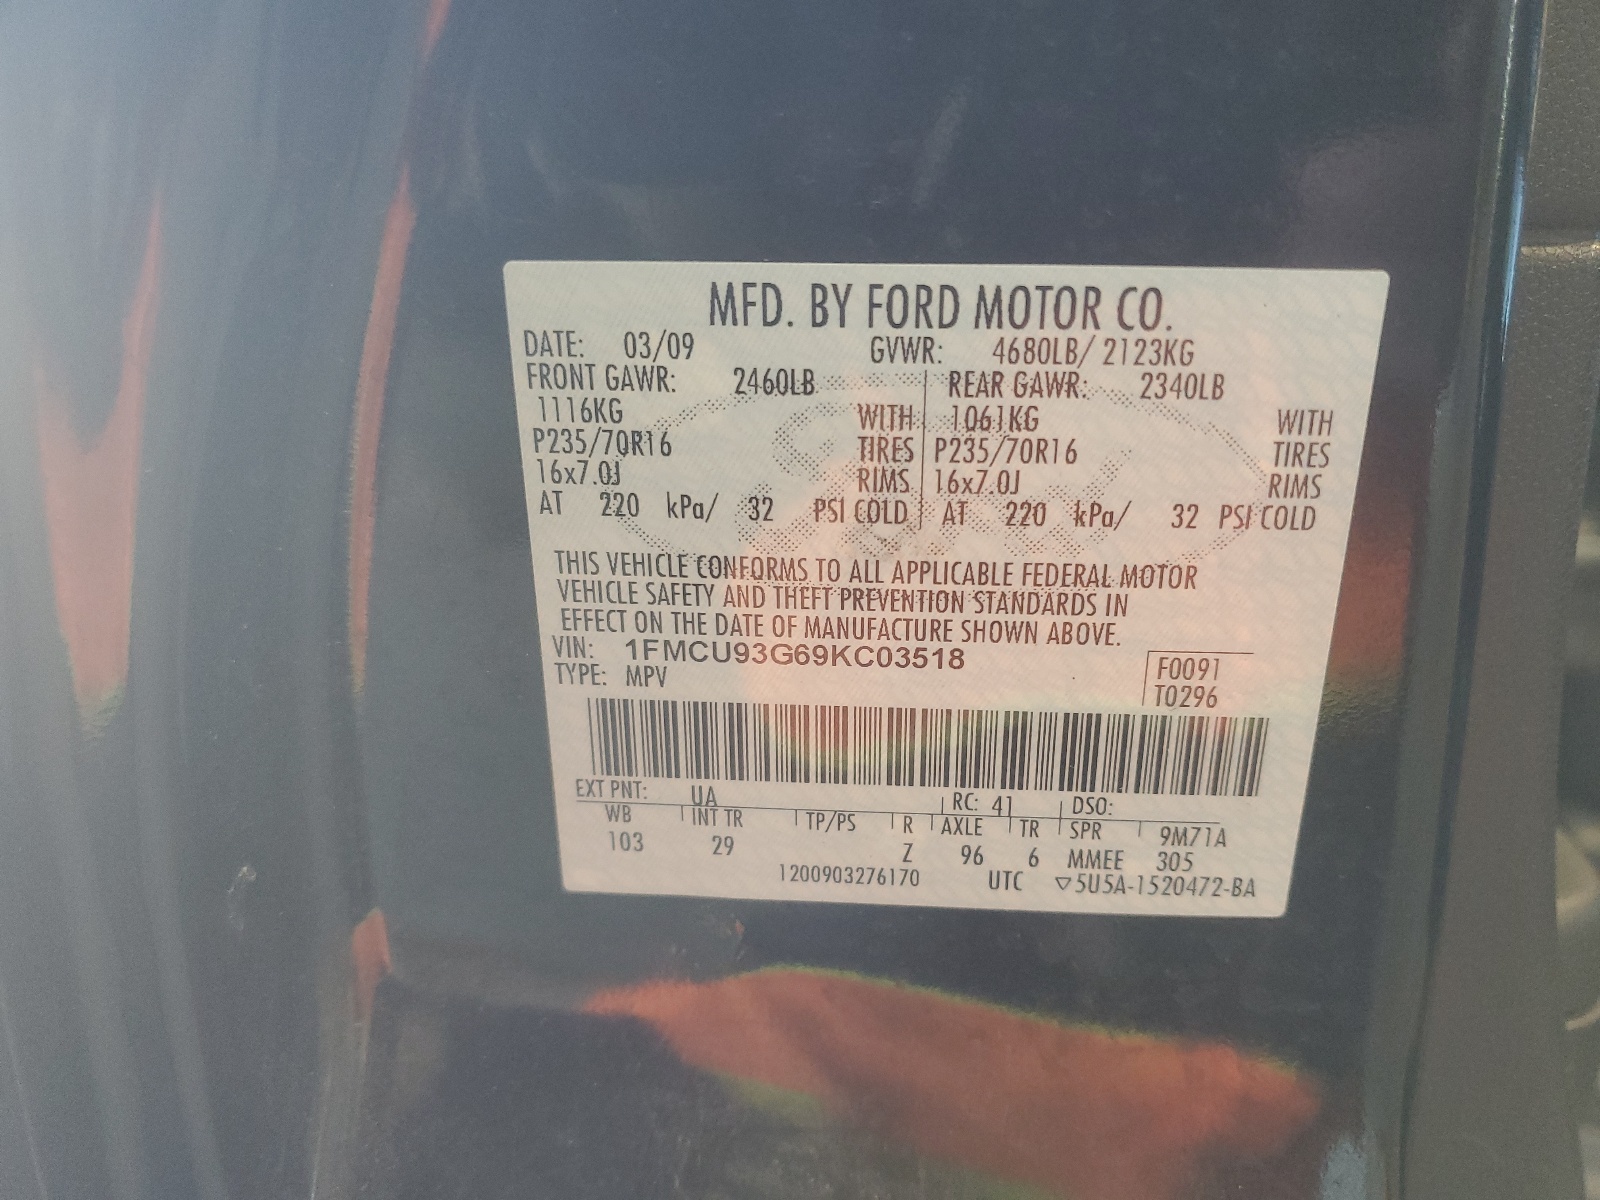 MFD. BY FORD MOTOR CO.
DATE: 03/09 GVWR: 4680LB/ 2123KG
FRONT GAWR: 2460LB REAR GAWR: 2340LB
1116KG WITH 1061KG WITH
P235/70R16 TIRES P235/70R16 TIRES
16x7.0J RIMS 16x7.0J RIMS
AT 220 kPa/ 32 PSI COLD AT 220 kPa/ 32 PSI COLD
THIS VEHICLE CONFORMS TO ALL APPLICABLE FEDERAL MOTOR
VEHICLE SAFETY AND THEFT PREVENTION STANDARDS IN
EFFECT ON THE DATE OF MANUFACTURE SHOWN ABOVE.
VIN: 1FMCU93G69KC03518 F0091
TYPE: MPV T0296
EXT PNT: UA RC: 41 DSO:
WB INT TR TP/PS R AXLE TR SPR 9M71A
103 29 Z 96 6 MMEE 305
1200903276170 UTC ▽5U5A-1520472-BA